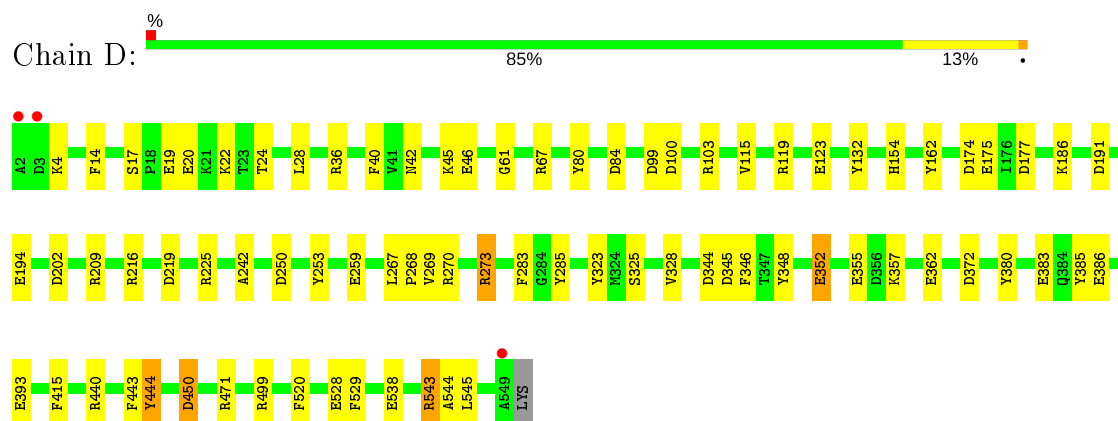 %
Chain D:
85% 13% •
A2 D3 K4 F14 S17 P18 E19 E20 K21 K22 T23 T24 L28 R36 F40 V41 N42 K45 E46 G61 R67 Y80 D84 D99 D100 R103 V115 R119 E123 Y132 H154 Y162 D174 E175 I176 D177 K186 D191
E194 D202 R209 R216 D219 R225 A242 D250 Y253 E259 L267 P268 V269 R270 R273 F283 G284 Y285 Y323 M324 S325 V328 D344 D345 F346 T347 Y348 E352 E355 D356 K357 E362 D372 Y380 E383 Q384 Y385 E386
E393 F415 R440 F443 Y444 D450 R471 R499 F520 E528 F529 E538 R543 A544 L545 A549 LYS